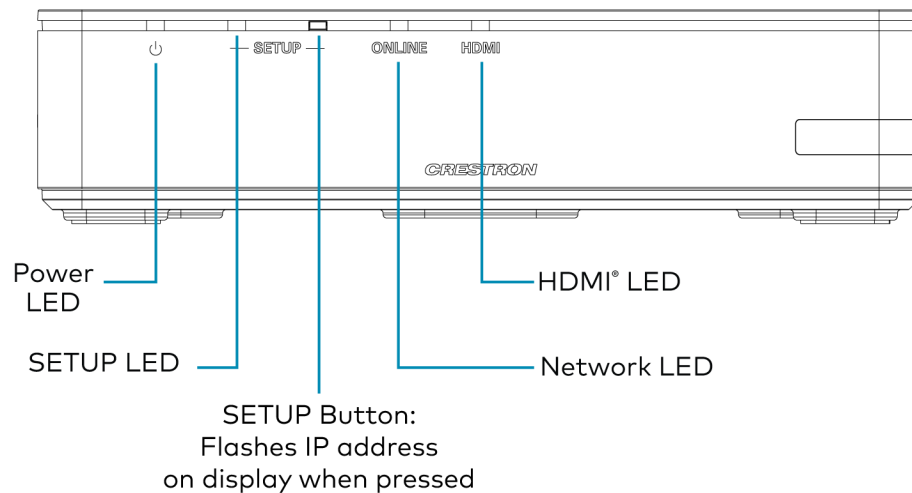 SETUP
ONLINE
HDMI
CRESTRON
Power
LED
HDMI® LED
SETUP LED
Network LED
SETUP Button:
Flashes IP address
on display when pressed